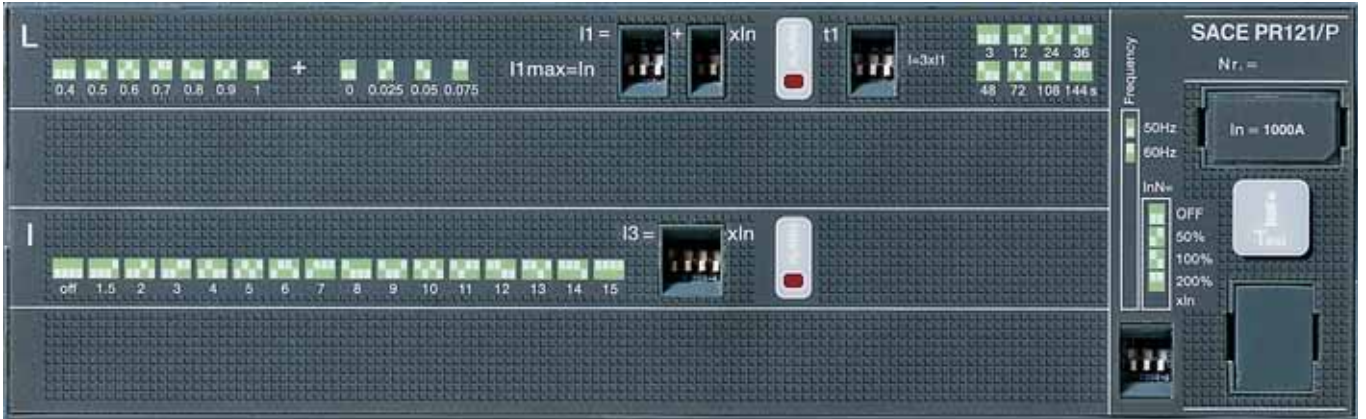 L
I1 = + xIn
t1
I1max=In
I=3xI1
0.4 0.5 0.6 0.7 0.8 0.9 1 + 0 0.025 0.05 0.075
3 12 24 36
48 72 108 144 s
Frequency
50Hz
60Hz
InN=
OFF
50%
100%
200%
xIn
SACE PR121/P
Nr. =
In = 1000A
i
Test
I
I3 = xIn
off 1.5 2 3 4 5 6 7 8 9 10 11 12 13 14 15